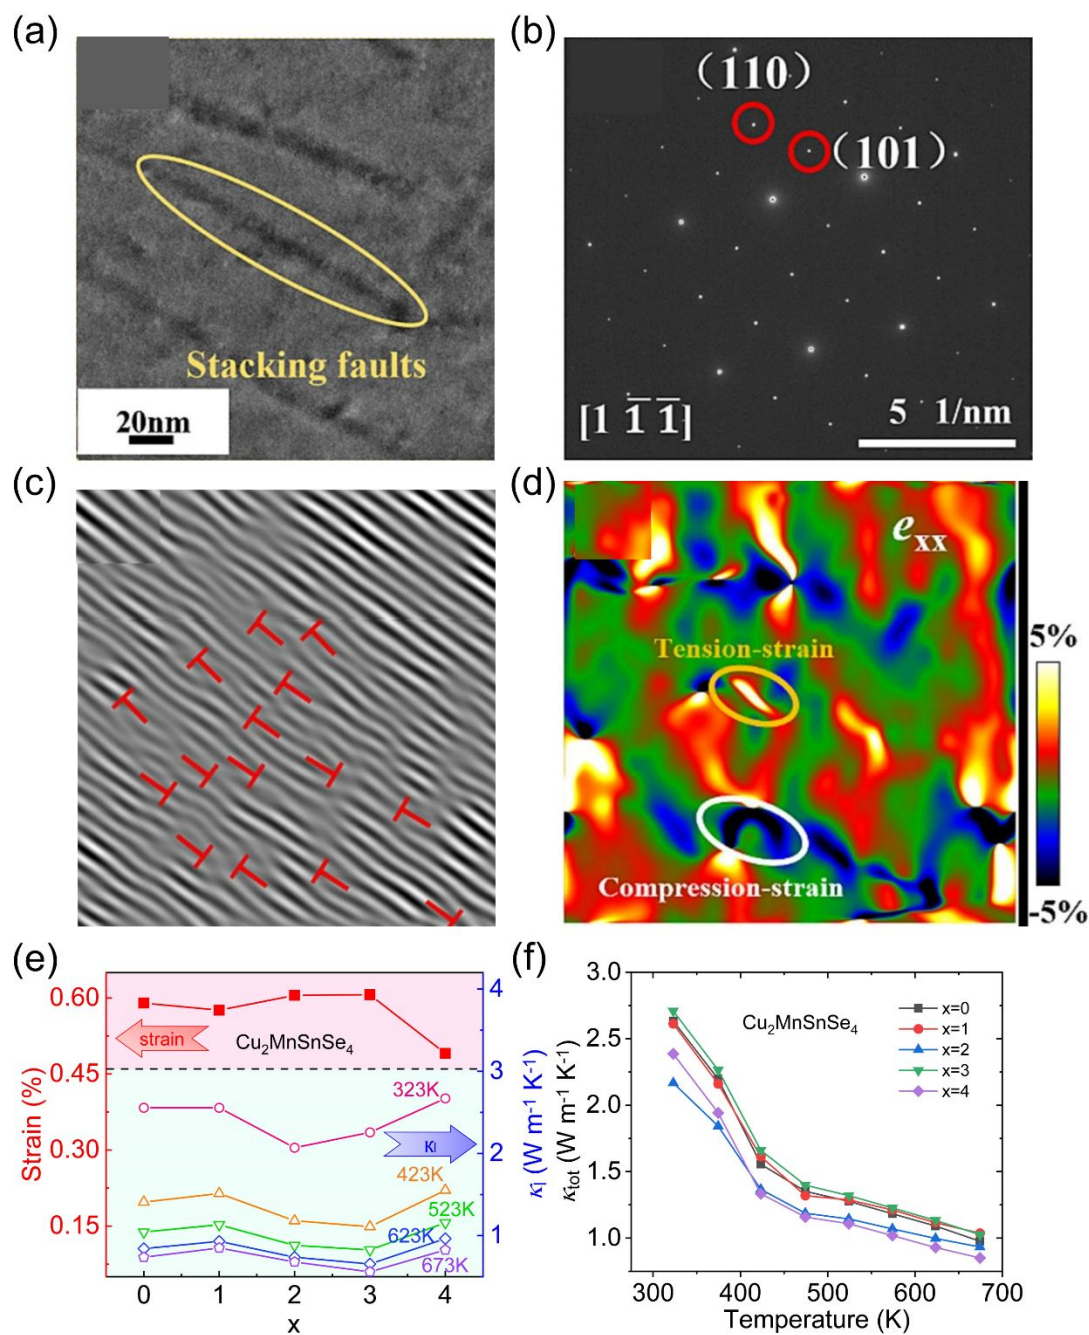 (a)
Stacking faults
20nm
(b)
(110)
(101)
[1 1̅ 1̅]
5 1/nm
(c)
(d)
eₓₓ
Tension-strain
Compression-strain
5%
-5%
(e)
Strain (%)
0.60
0.45
0.30
0.15
strain
Cu₂MnSnSe₄
323K
κₗ
423K
523K
623K
673K
4
3
2
1
κₗ (W m⁻¹ K⁻¹)
0 1 2 3 4
x
(f)
κₜₒₜ (W m⁻¹ K⁻¹)
3.0
2.5
2.0
1.5
1.0
Cu₂MnSnSe₄
x=0
x=1
x=2
x=3
x=4
300 400 500 600 700
Temperature (K)